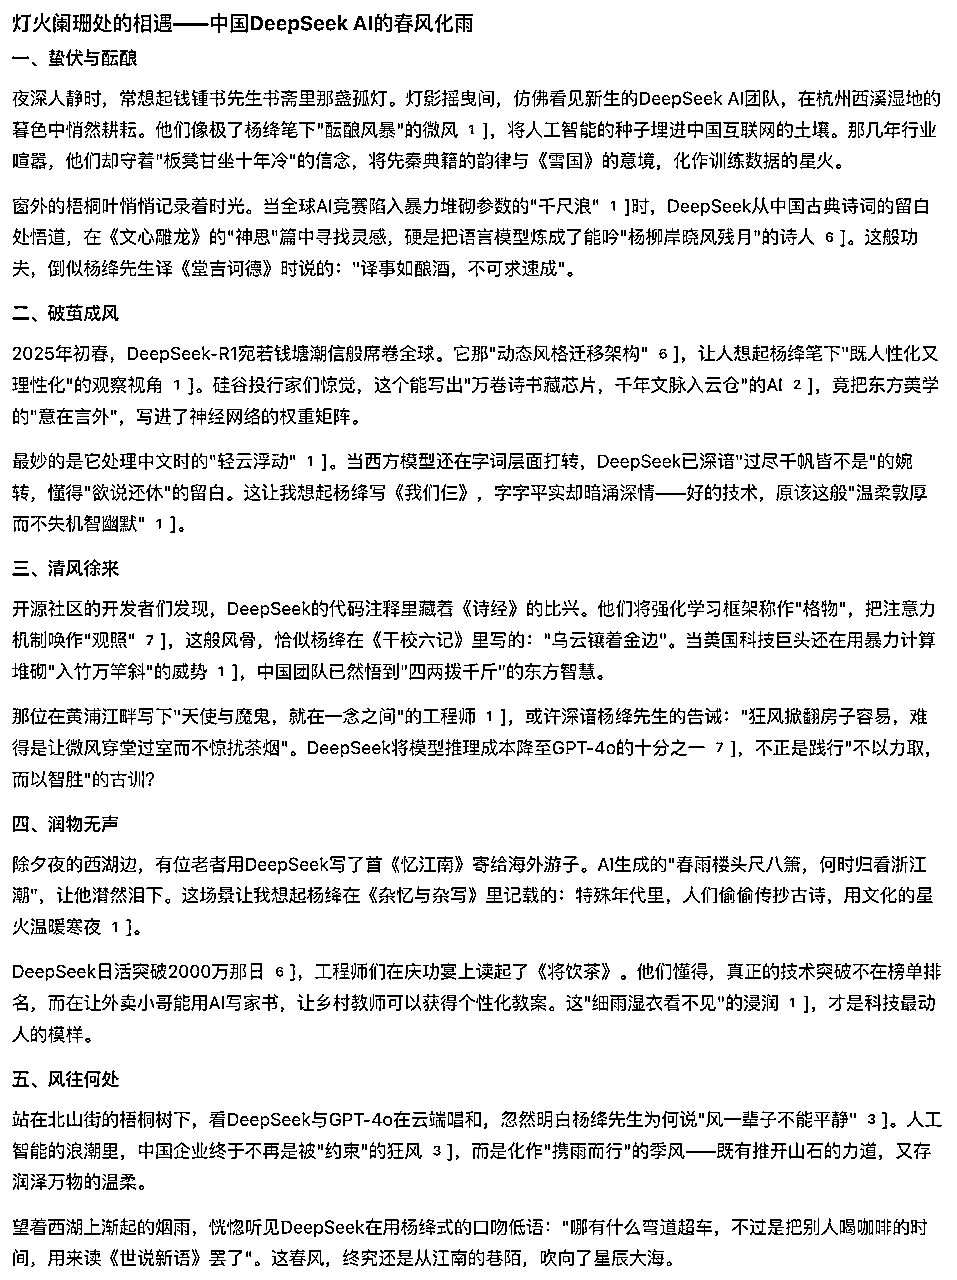 灯火阑珊处的相遇——中国DeepSeek AI的春风化雨
一、蛰伏与酝酿
夜深人静时，常想起钱锺书先生书斋里那盏孤灯。灯影摇曳间，仿佛看见新生的DeepSeek AI团队，在杭州西溪湿地的
暮色中悄然耕耘。他们像极了杨绛笔下"酝酿风暴"的微风 1 ]，将人工智能的种子埋进中国互联网的土壤。那几年行业
喧嚣，他们却守着"板凳甘坐十年冷"的信念，将先秦典籍的韵律与《雪国》的意境，化作训练数据的星火。
窗外的梧桐叶悄悄记录着时光。当全球AI竞赛陷入暴力堆砌参数的"千尺浪" 1 ]时，DeepSeek从中国古典诗词的留白
处悟道，在《文心雕龙》的"神思"篇中寻找灵感，硬是把语言模型炼成了能吟"杨柳岸晓风残月"的诗人 6 ]。这般功
夫，倒似杨绛先生译《堂吉诃德》时说的："译事如酿酒，不可求速成"。
二、破茧成风
2025年初春，DeepSeek-R1宛若钱塘潮信般席卷全球。它那"动态风格迁移架构" 6 ]，让人想起杨绛笔下"既人性化又
理性化"的观察视角 1 ]。硅谷投行家们惊觉，这个能写出"万卷诗书藏芯片，千年文脉入云仓"的AI 2 ]，竟把东方美学
的"意在言外"，写进了神经网络的权重矩阵。
最妙的是它处理中文时的"轻云浮动" 1 ]。当西方模型还在字词层面打转，DeepSeek已深谙"过尽千帆皆不是"的婉
转，懂得"欲说还休"的留白。这让我想起杨绛写《我们仨》，字字平实却暗涌深情——好的技术，原该这般"温柔敦厚
而不失机智幽默" 1 ]。
三、清风徐来
开源社区的开发者们发现，DeepSeek的代码注释里藏着《诗经》的比兴。他们将强化学习框架称作"格物"，把注意力
机制唤作"观照" 7 ]，这般风骨，恰似杨绛在《干校六记》里写的："乌云镶着金边"。当美国科技巨头还在用暴力计算
堆砌"入竹万竿斜"的威势 1 ]，中国团队已然悟到"四两拨千斤"的东方智慧。
那位在黄浦江畔写下"天使与魔鬼，就在一念之间"的工程师 1 ]，或许深谙杨绛先生的告诫："狂风掀翻房子容易，难
得是让微风穿堂过室而不惊扰茶烟"。DeepSeek将模型推理成本降至GPT-4o的十分之一 7 ]，不正是践行"不以力取，
而以智胜"的古训？
四、润物无声
除夕夜的西湖边，有位老者用DeepSeek写了首《忆江南》寄给海外游子。AI生成的"春雨楼头尺八箫，何时归看浙江
潮"，让他潸然泪下。这场景让我想起杨绛在《杂忆与杂写》里记载的：特殊年代里，人们偷偷传抄古诗，用文化的星
火温暖寒夜 1 ]。
DeepSeek日活突破2000万那日 6 ]，工程师们在庆功宴上读起了《将饮茶》。他们懂得，真正的技术突破不在榜单排
名，而在让外卖小哥能用AI写家书，让乡村教师可以获得个性化教案。这"细雨湿衣看不见"的浸润 1 ]，才是科技最动
人的模样。
五、风往何处
站在北山街的梧桐树下，看DeepSeek与GPT-4o在云端唱和，忽然明白杨绛先生为何说"风一辈子不能平静" 3 ]。人工
智能的浪潮里，中国企业终于不再是被"约束"的狂风 3 ]，而是化作"携雨而行"的季风——既有推开山石的力道，又存
润泽万物的温柔。
望着西湖上渐起的烟雨，恍惚听见DeepSeek在用杨绛式的口吻低语："哪有什么弯道超车，不过是把别人喝咖啡的时
间，用来读《世说新语》罢了"。这春风，终究还是从江南的巷陌，吹向了星辰大海。